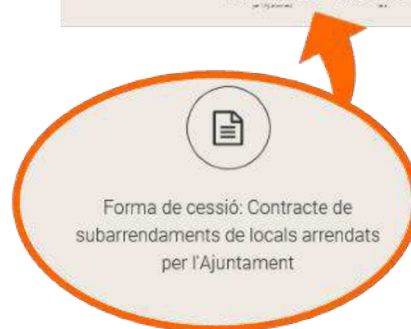 Forma de cessió: Contracte de
subarrendaments de locals arrendats
per l'Ajuntament